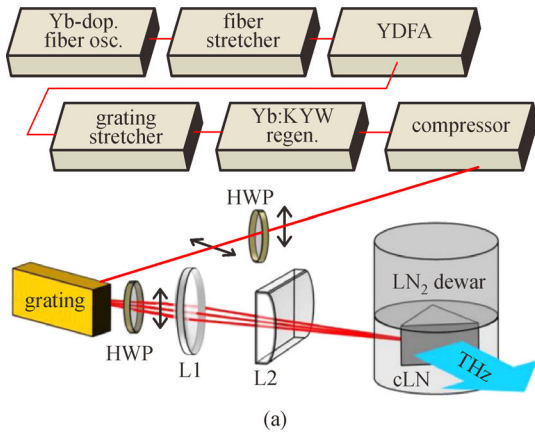 Yb-dop.
fiber osc.
fiber
stretcher
YDFA
grating
stretcher
Yb:KYW
regen.
compressor
HWP
LN₂ dewar
grating
HWP
L1
L2
cLN
THz
(a)